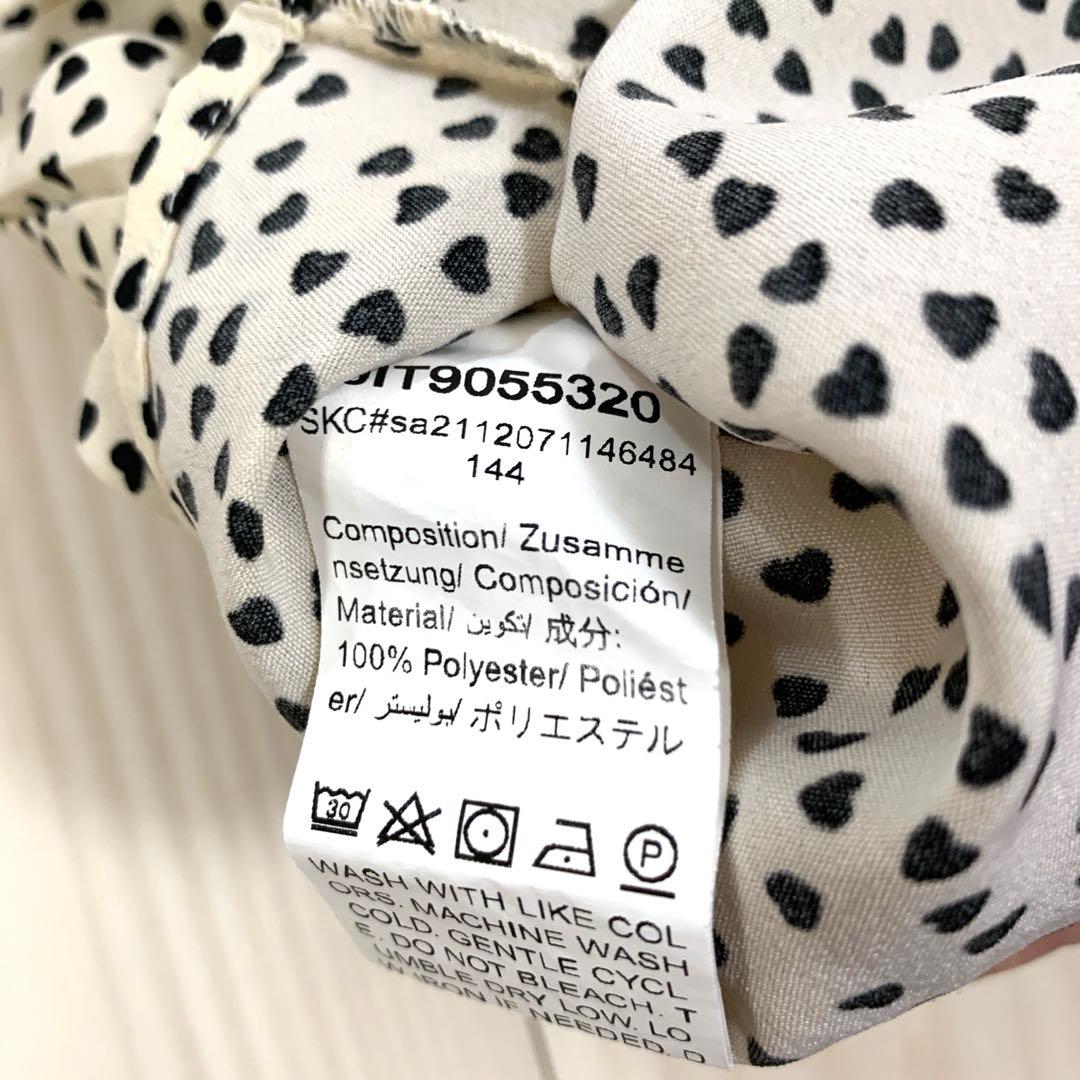 IT9055320
SKC#sa2112071146484
144
Composition/ Zusamme
nsetzung/ Composición/
Material/ تكوين/ 成分:
100% Polyester/ Poliést
er/ بوليستر/ ポリエステル
30 P
WASH WITH LIKE COL
ORS. MACHINE WASH
COLD. GENTLE CYCL
E. DO NOT BLEACH. T
UMBLE DRY LOW. LO
W IRON IF NEEDED. D